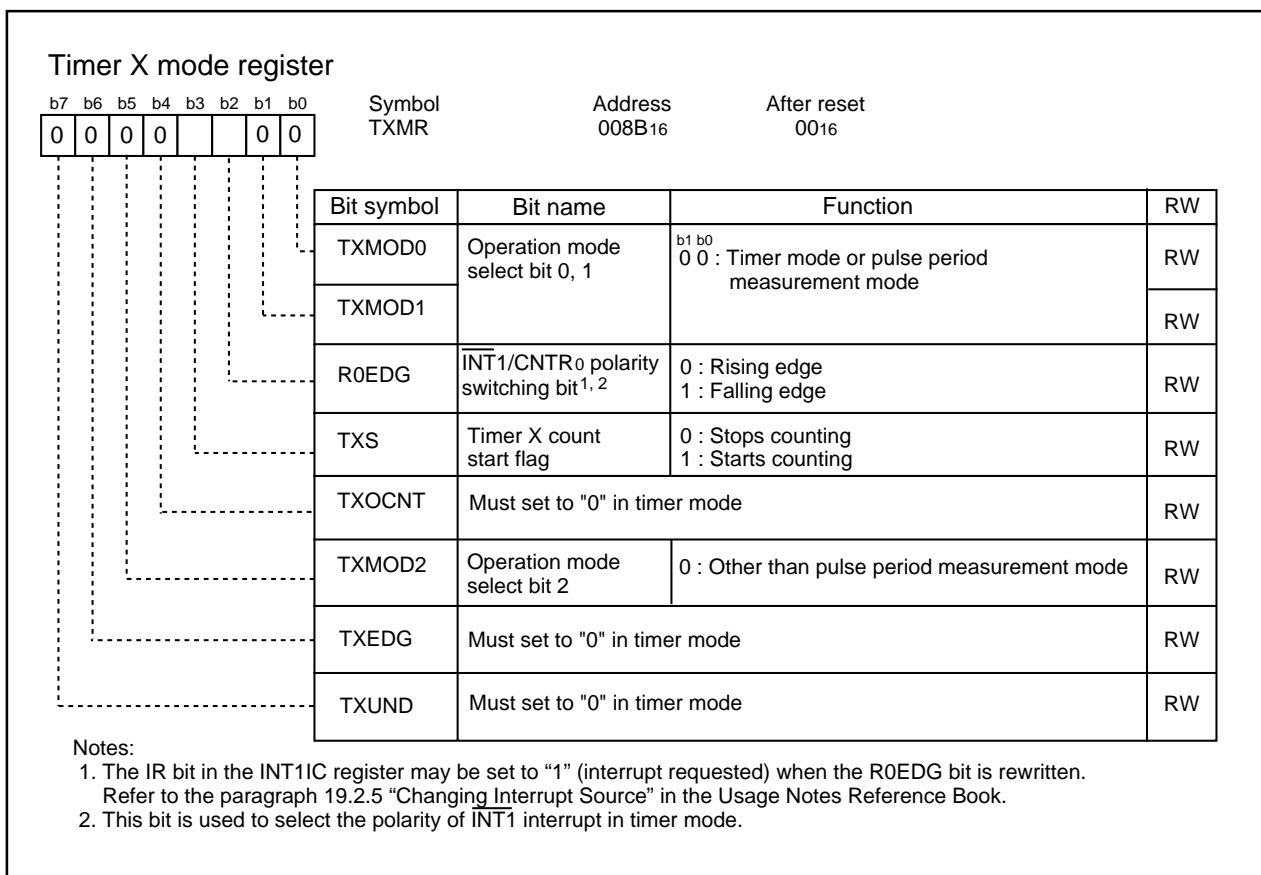 Timer X mode register
b7 b6 b5 b4 b3 b2 b1 b0
Symbol Address After reset
TXMR 008B16 0016
0 0 0 0 0 0
Bit symbol Bit name Function RW
TXMOD0 Operation mode select bit 0, 1 b1 b0
0 0 : Timer mode or pulse period measurement mode RW
TXMOD1 RW
R0EDG INT1/CNTR0 polarity switching bit1, 2 0 : Rising edge
1 : Falling edge RW
TXS Timer X count start flag 0 : Stops counting
1 : Starts counting RW
TXOCNT Must set to "0" in timer mode RW
TXMOD2 Operation mode select bit 2 0 : Other than pulse period measurement mode RW
TXEDG Must set to "0" in timer mode RW
TXUND Must set to "0" in timer mode RW
Notes:
1. The IR bit in the INT1IC register may be set to “1” (interrupt requested) when the R0EDG bit is rewritten.
Refer to the paragraph 19.2.5 “Changing Interrupt Source” in the Usage Notes Reference Book.
2. This bit is used to select the polarity of INT1 interrupt in timer mode.